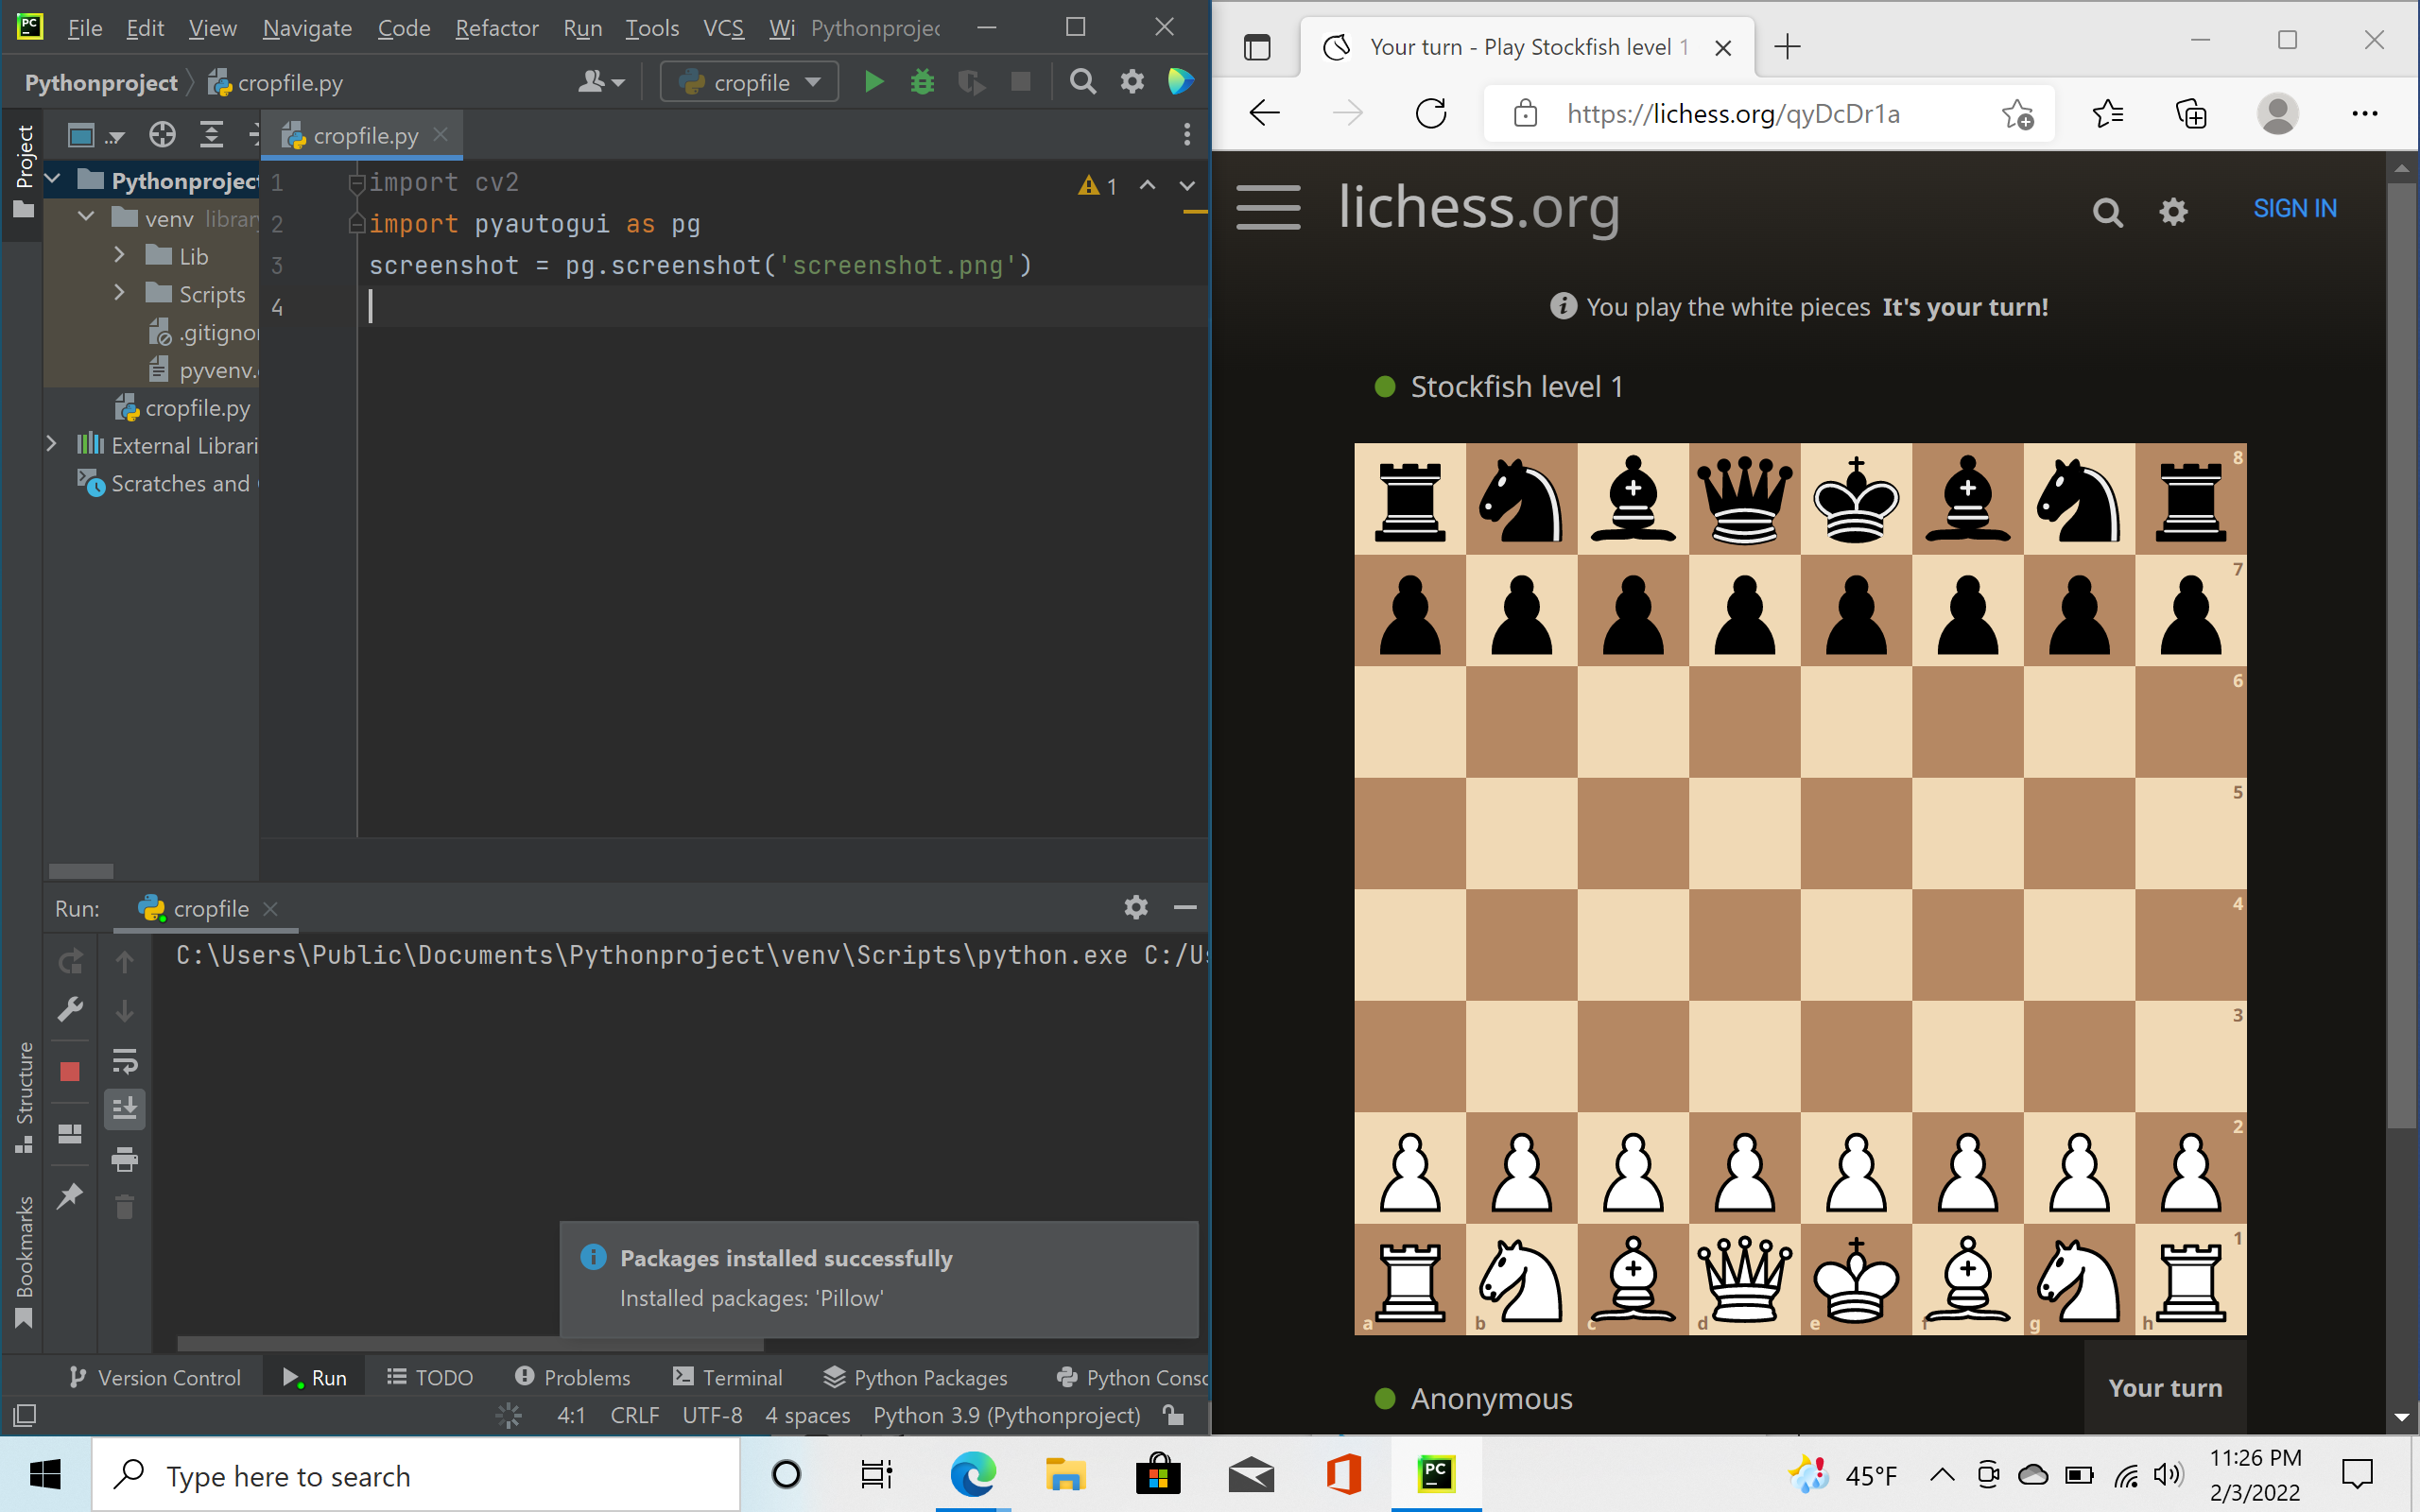 File Edit View Navigate Code Refactor Run Tools VCS Wi Pythonprojec
Pythonproject cropfile.py cropfile
Project
cropfile.py
Pythonproject
venv library
Lib
Scripts
.gitignor
pyvenv.
cropfile.py
External Librari
Scratches and
1 import cv2
2 import pyautogui as pg
3 screenshot = pg.screenshot('screenshot.png')
4
1
Run: cropfile
C:\Users\Public\Documents\Pythonproject\venv\Scripts\python.exe C:/Us
Structure
Bookmarks
Packages installed successfully
Installed packages: 'Pillow'
Version Control Run TODO Problems Terminal Python Packages Python Conso
4:1 CRLF UTF-8 4 spaces Python 3.9 (Pythonproject)
Your turn - Play Stockfish level 1
https://lichess.org/qyDcDr1a
lichess.org
SIGN IN
You play the white pieces It's your turn!
Stockfish level 1
8
7
6
5
4
3
2
1
a b c d e f g h
Anonymous
Your turn
Type here to search
PC
45°F
11:26 PM
2/3/2022